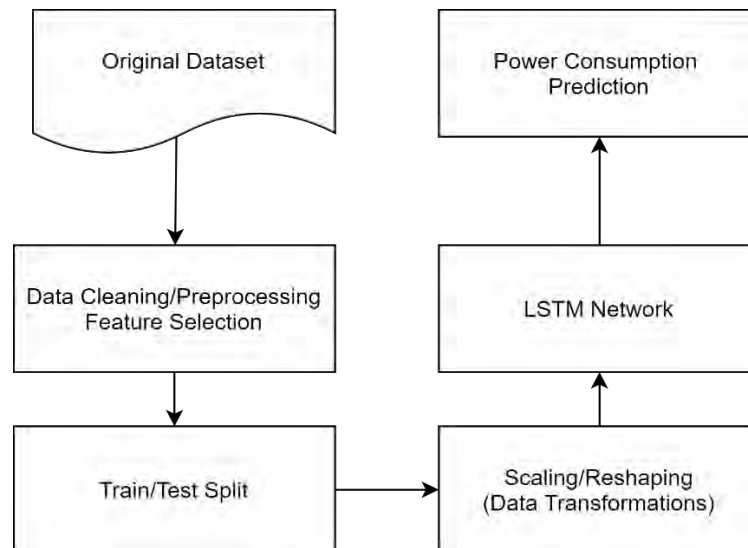 Original Dataset
Data Cleaning/Preprocessing
Feature Selection
Train/Test Split
Scaling/Reshaping
(Data Transformations)
LSTM Network
Power Consumption
Prediction